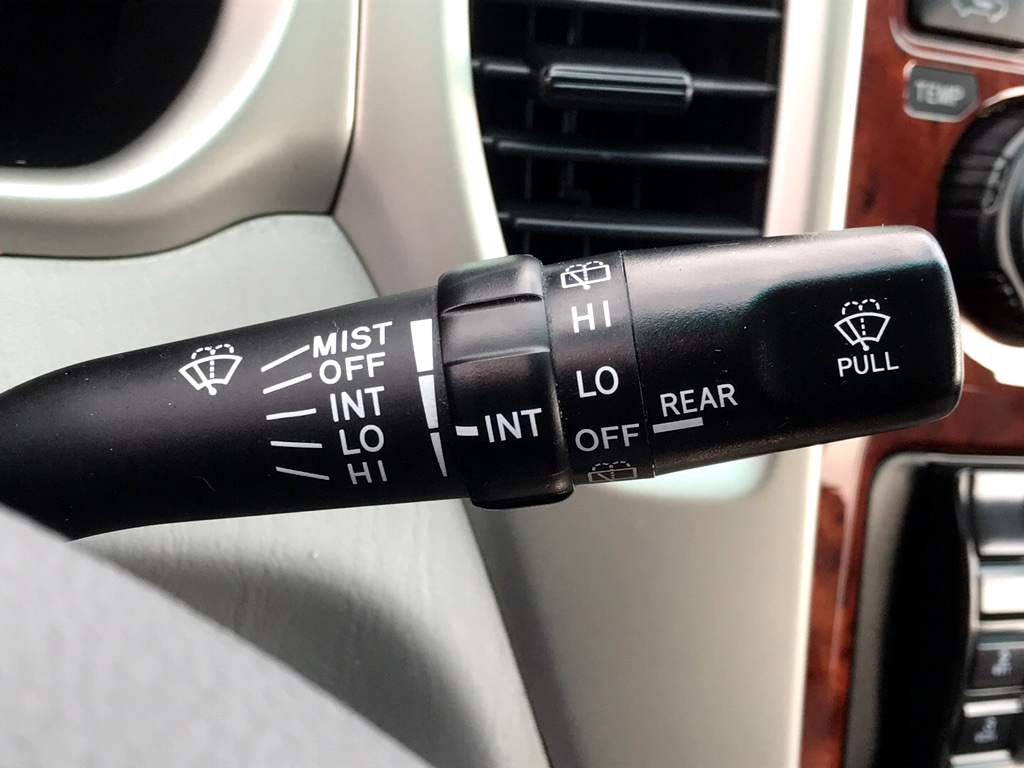 TEMP
MIST
OFF
INT
LO
HI
INT
HI
LO
OFF
REAR
PULL